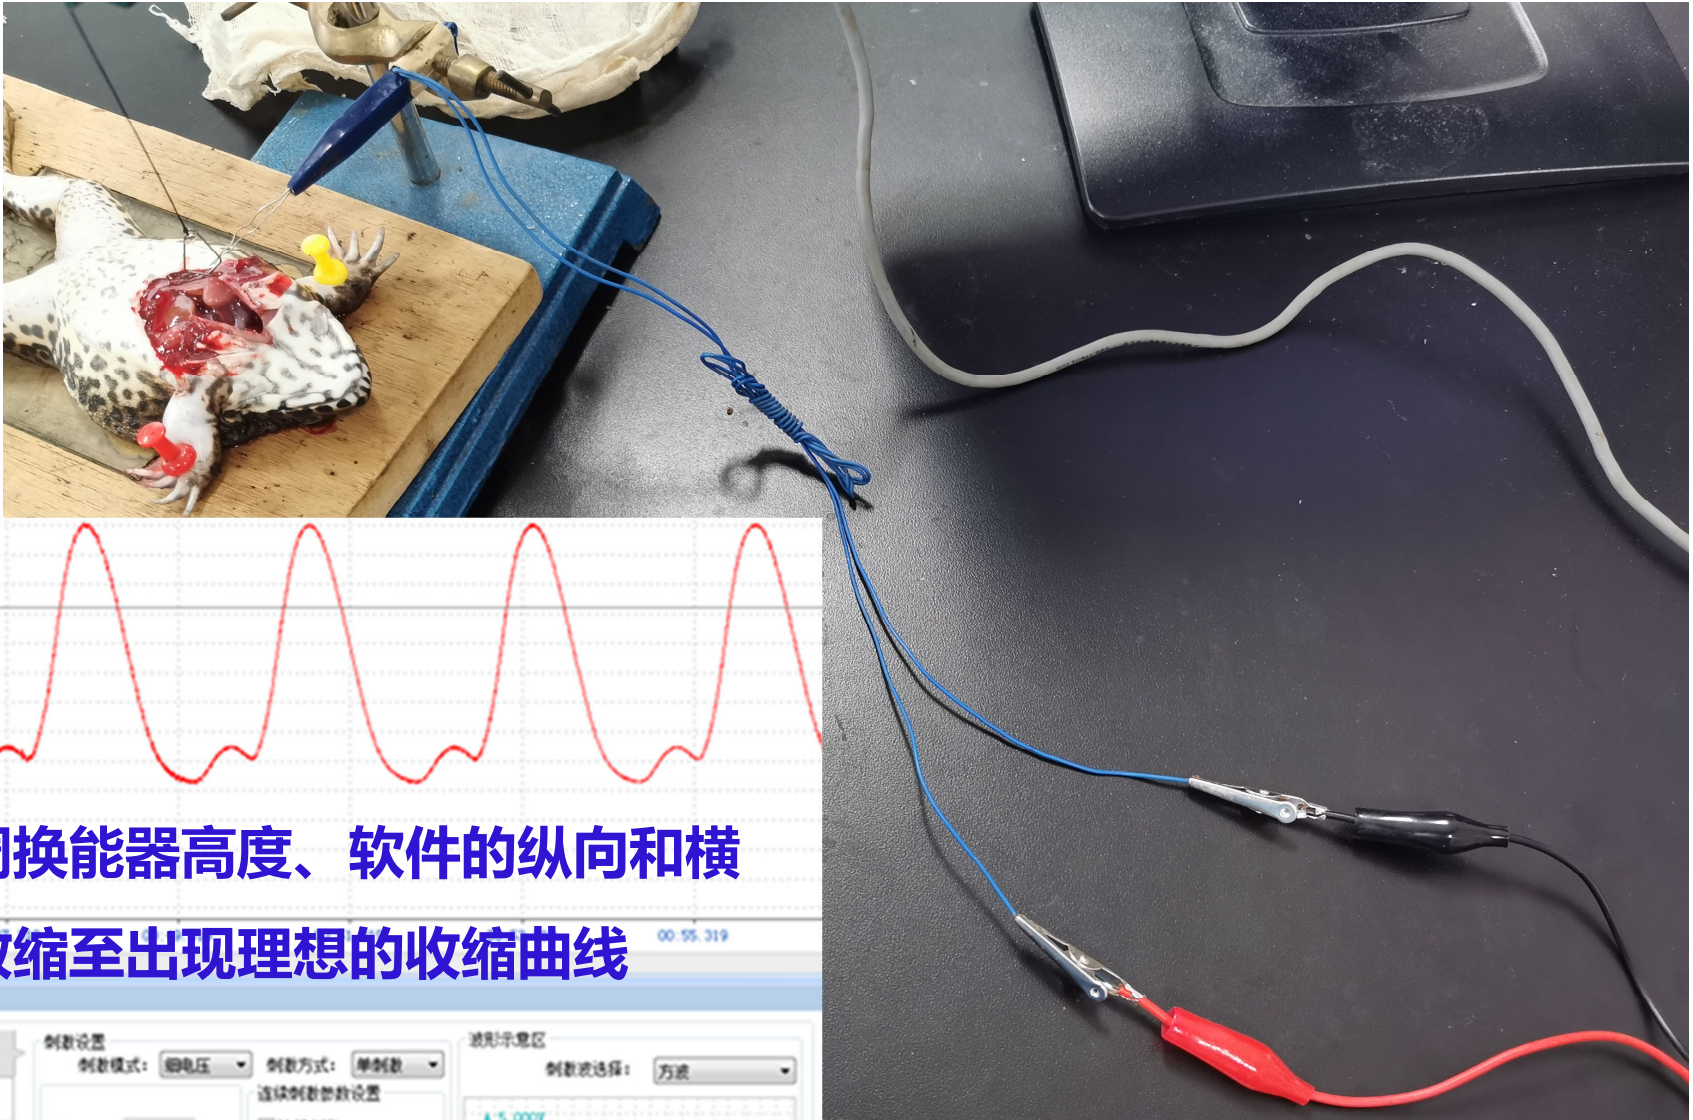 换能器高度、软件的纵向和横
缩至出现理想的收缩曲线
00:55.319
刺激设置
刺激模式： 细电压 刺激方式： 单刺激
连续刺激参数设置
波形示意区
刺激波选择： 方波
A:5.000V